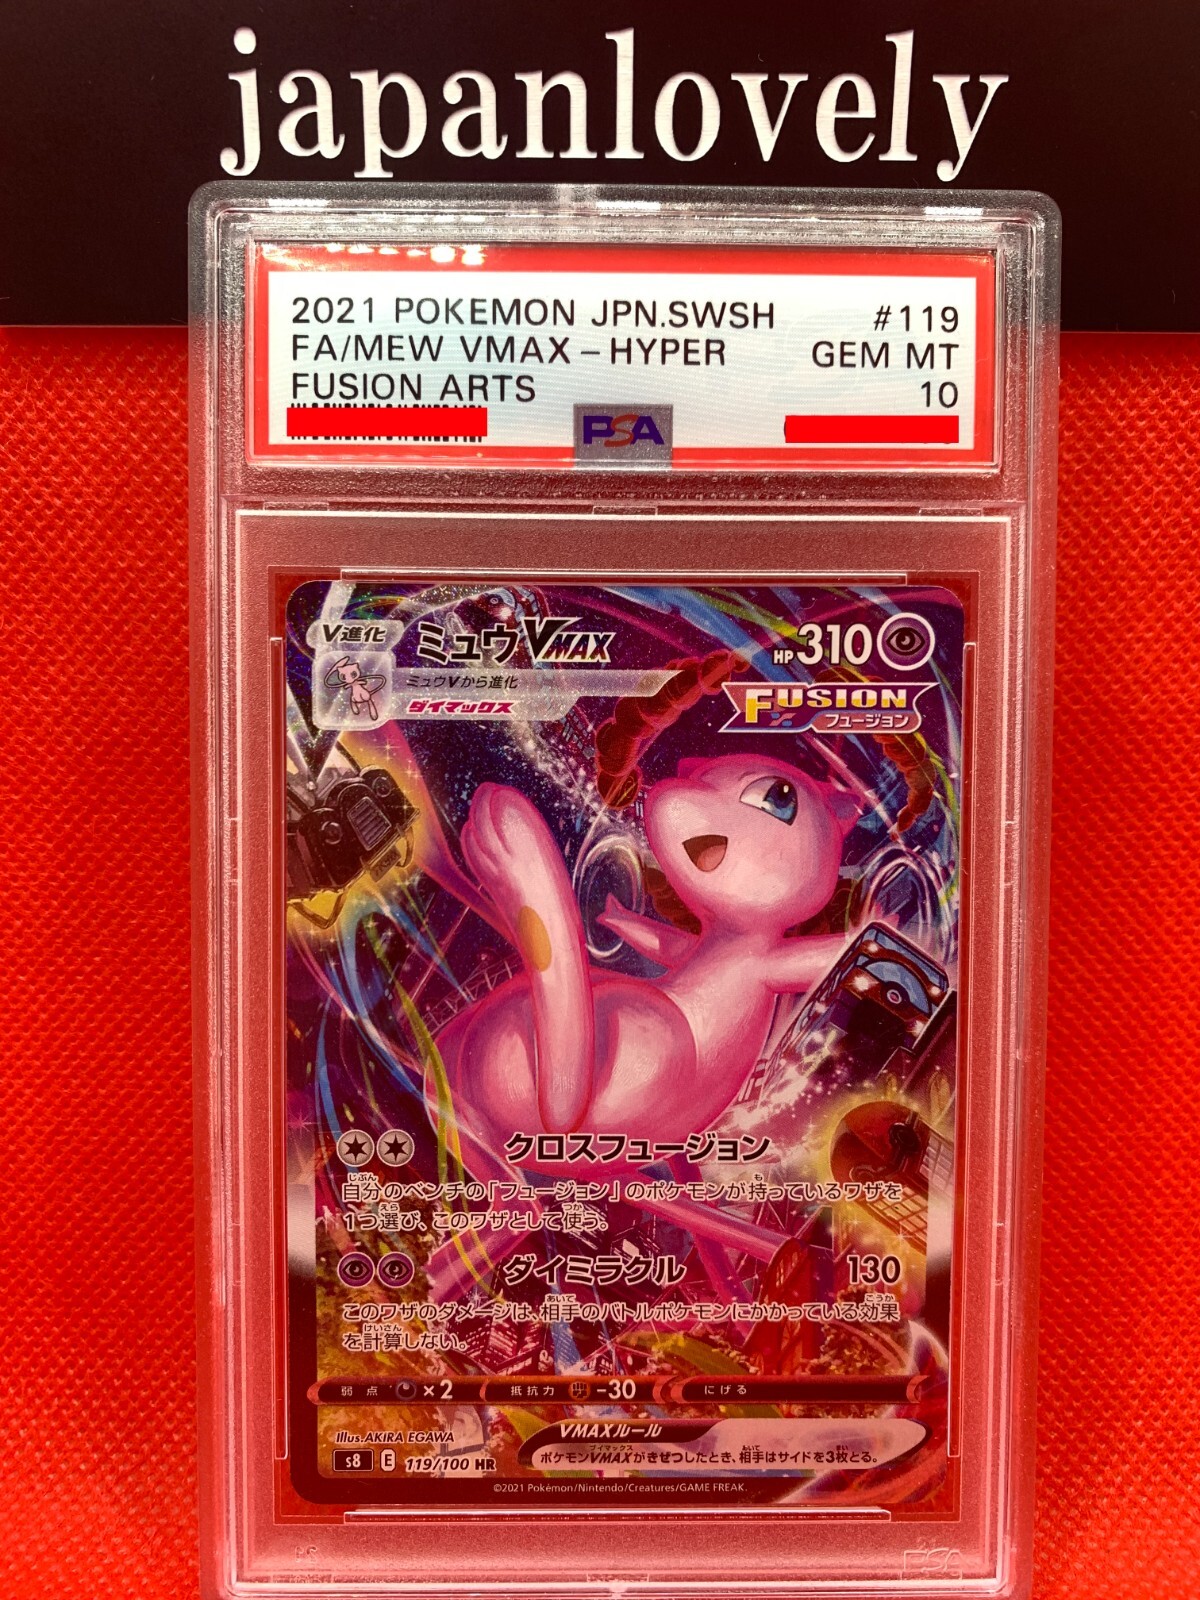 japanlovely
2021 POKEMON JPN.SWSH #119
FA/MEW VMAX-HYPER GEM MT
FUSION ARTS 10
PSA
V進化 ミュウVMAX HP310
ミュウVから進化
ダイマックス
FUSION
フュージョン
クロスフュージョン
自分のベンチの「フュージョン」のポケモンが持っているワザを
1つ選び、このワザとして使う。
ダイミラクル 130
このワザのダメージは、相手のバトルポケモンにかかっている効果
を計算しない。
弱点 ×2 抵抗力 -30 にげる
Illus.AKIRA EGAWA
VMAXルール
ポケモンVMAXがきぜつしたとき、相手はサイドを3枚とる。
s8 E 119/100 HR
©2021 Pokémon/Nintendo/Creatures/GAME FREAK.
PSA